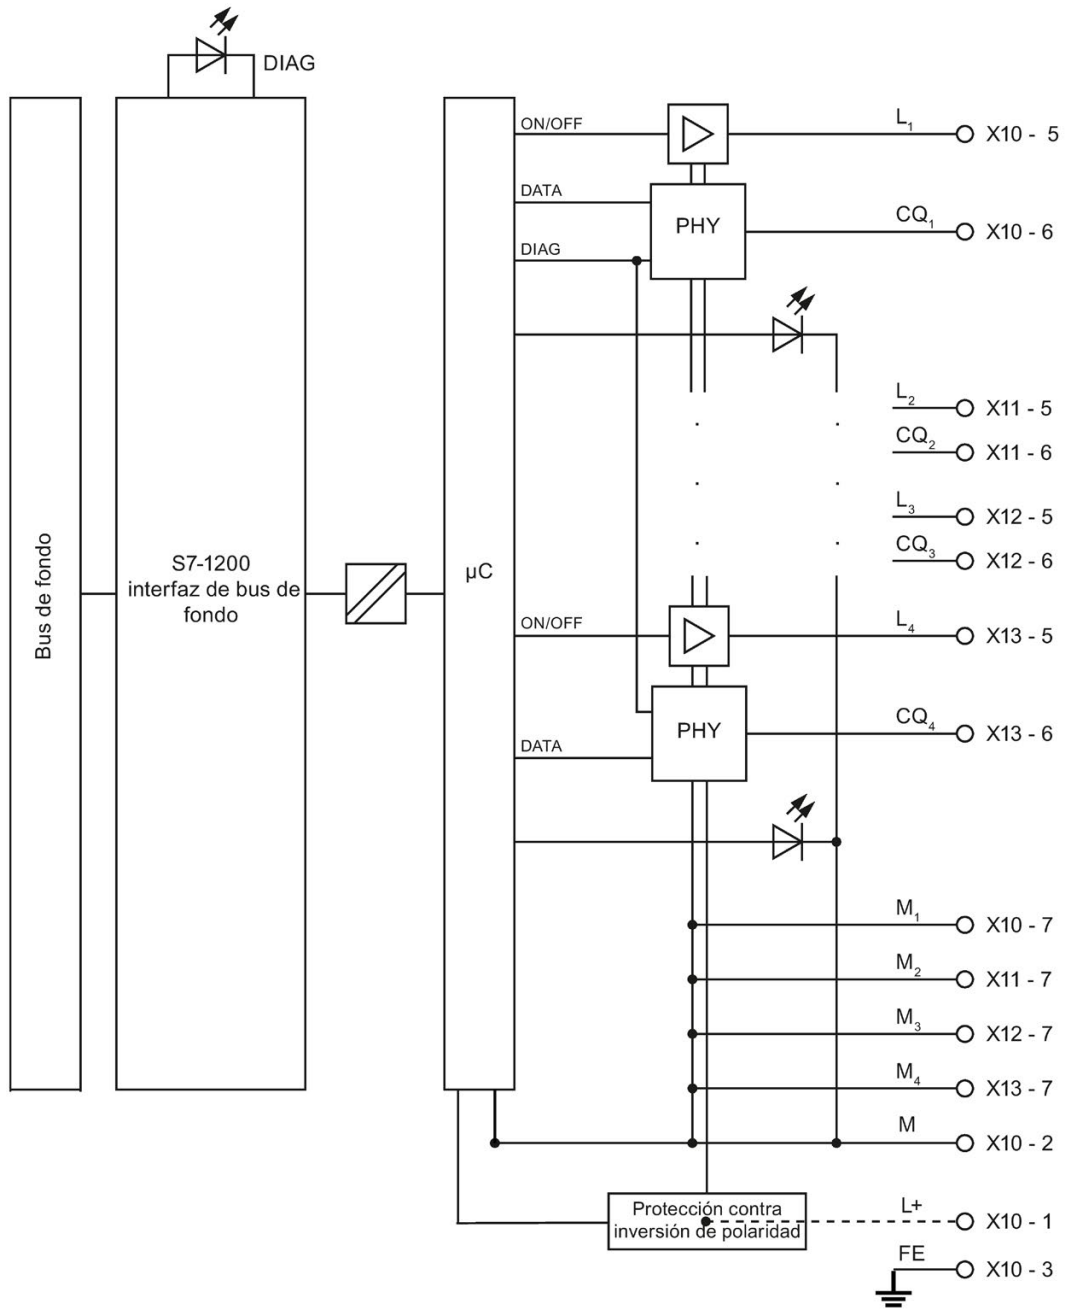 DIAG
ON/OFF
L1
X10 - 5
DATA
PHY
CQ1
X10 - 6
DIAG
L2
X11 - 5
CQ2
X11 - 6
L3
X12 - 5
CQ3
X12 - 6
Bus de fondo
S7-1200
interfaz de bus de
fondo
µC
ON/OFF
L4
X13 - 5
CQ4
X13 - 6
PHY
DATA
M1
X10 - 7
M2
X11 - 7
M3
X12 - 7
M4
X13 - 7
M
X10 - 2
Protección contra
inversión de polaridad
L+
X10 - 1
FE
X10 - 3